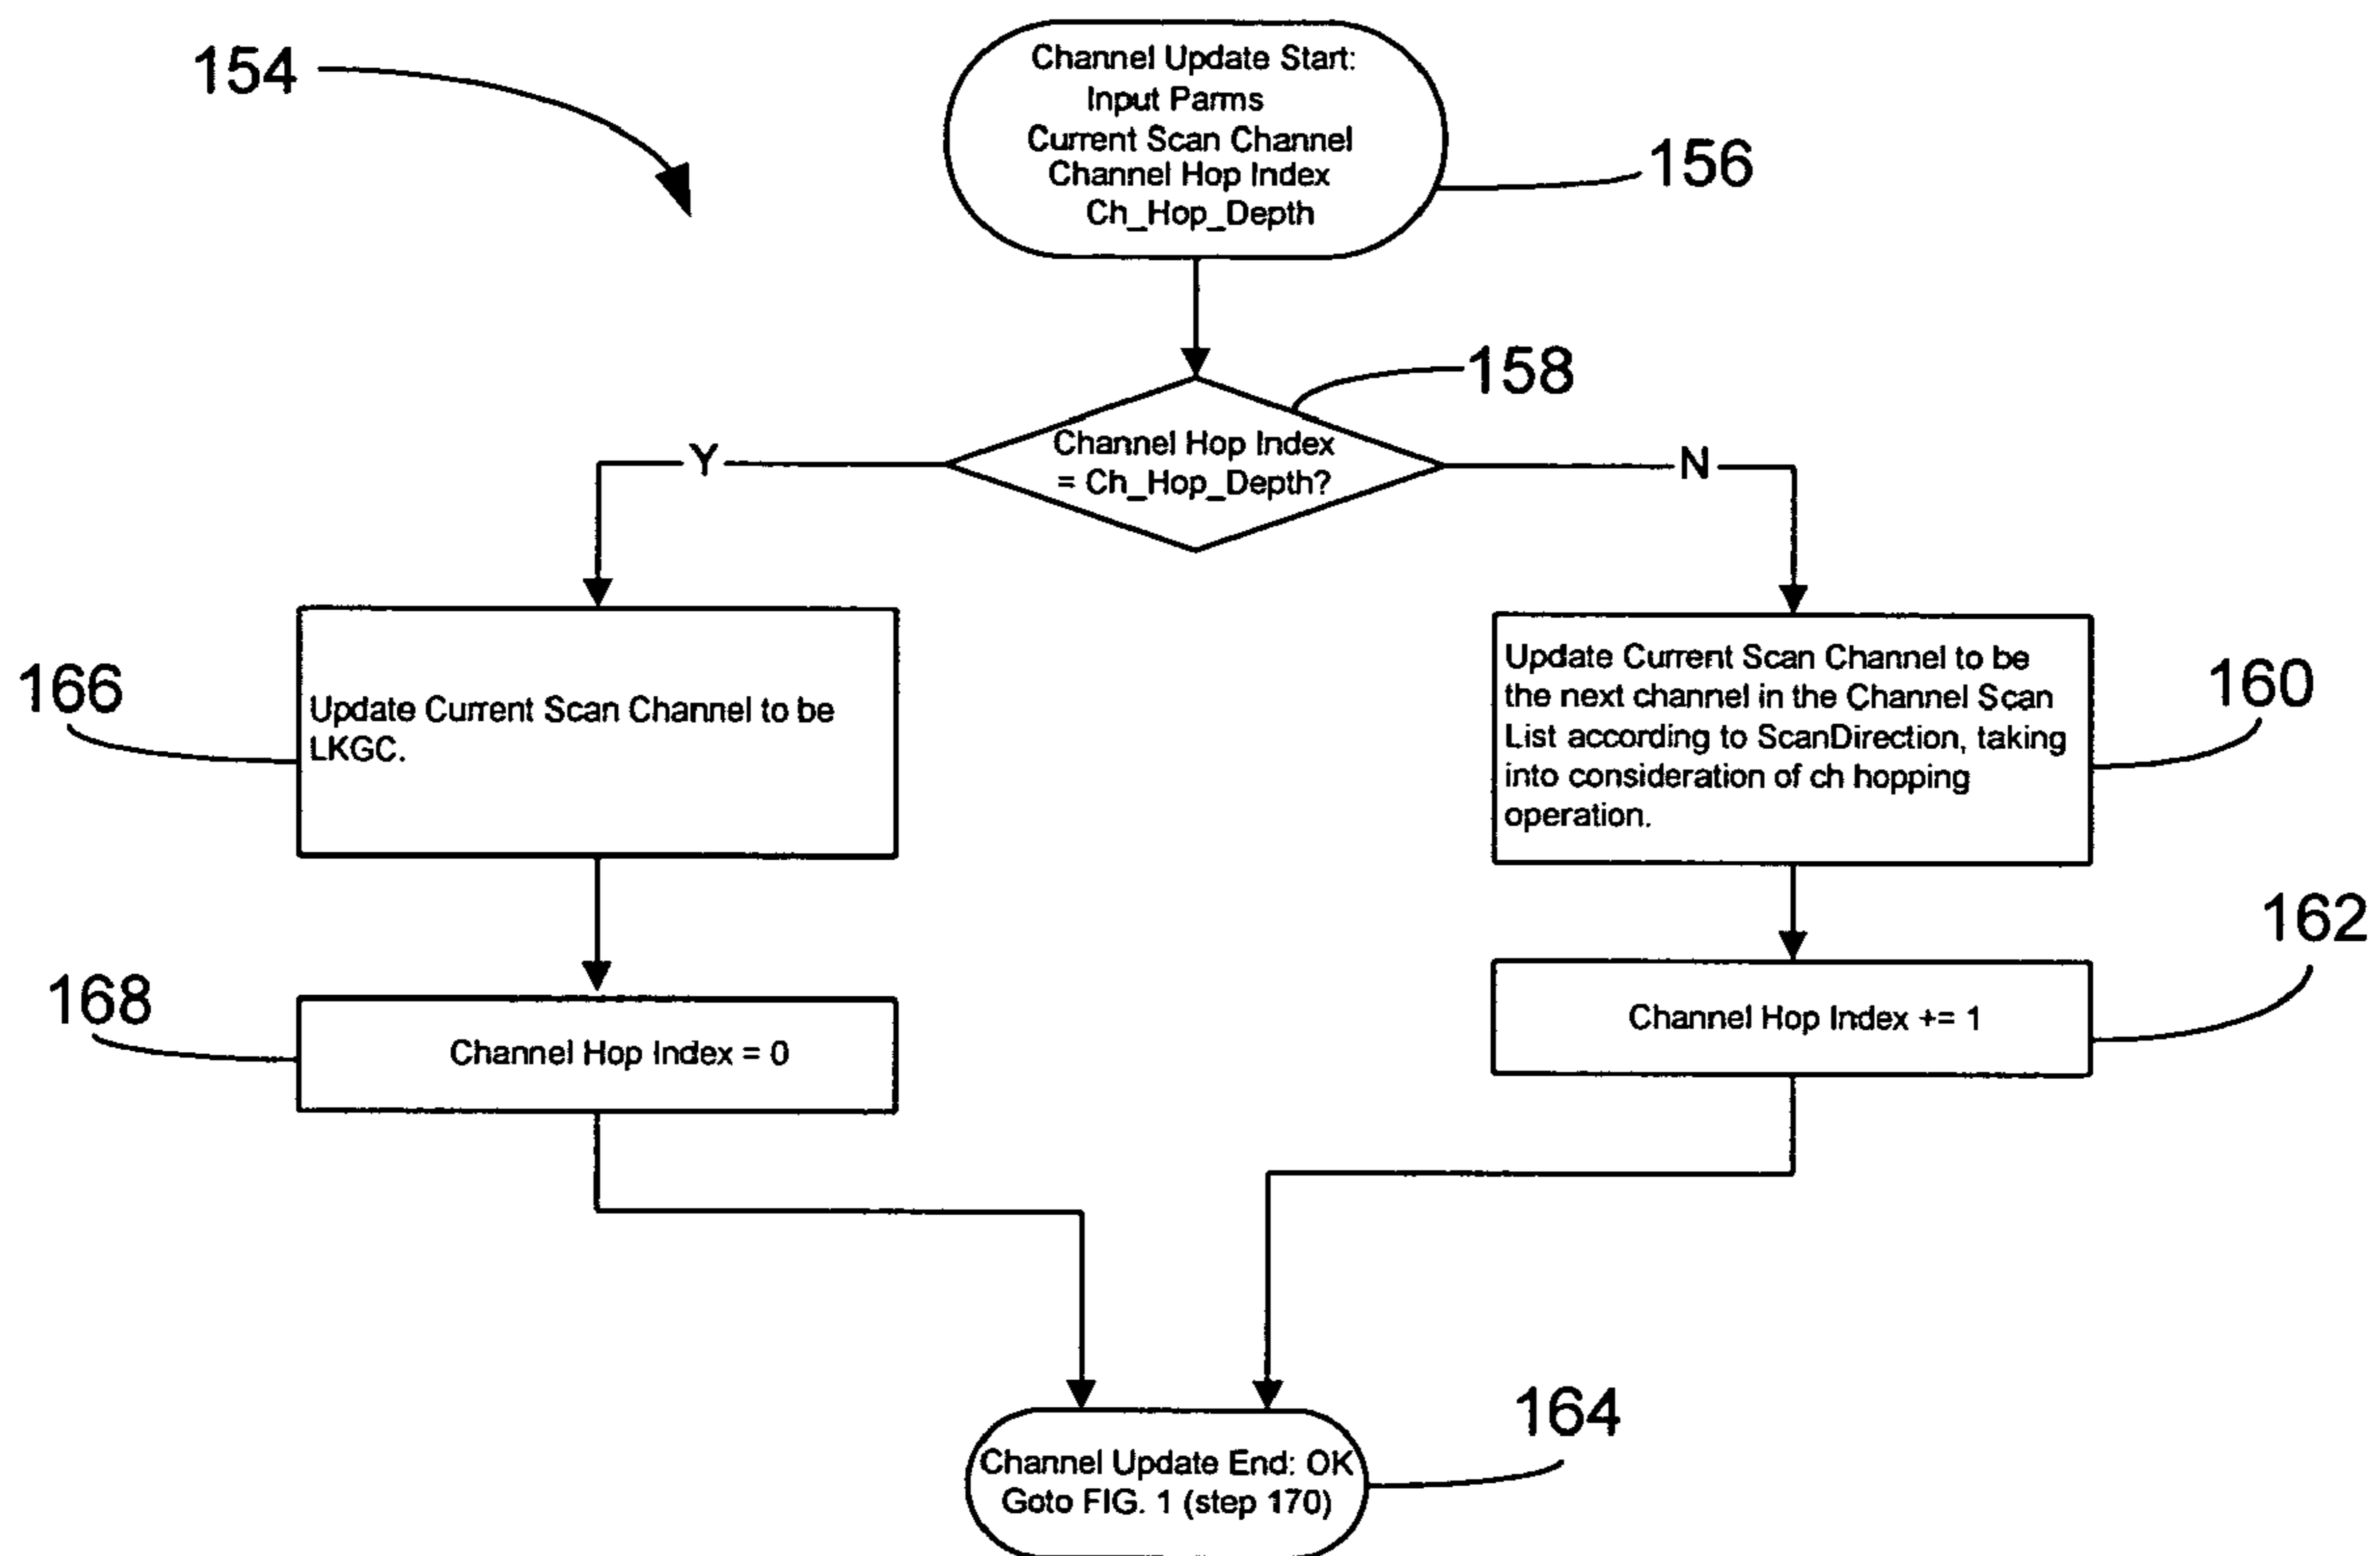 154
Channel Update Start:
Input Parms
Current Scan Channel
Channel Hop Index
Ch_Hop_Depth
156
158
Channel Hop Index
= Ch_Hop_Depth?
Y
N
166
Update Current Scan Channel to be
LKGC.
Update Current Scan Channel to be
the next channel in the Channel Scan
List according to ScanDirection, taking
into consideration of ch hopping
operation.
160
168
Channel Hop Index = 0
Channel Hop Index += 1
162
Channel Update End: OK
Goto FIG. 1 (step 170)
164